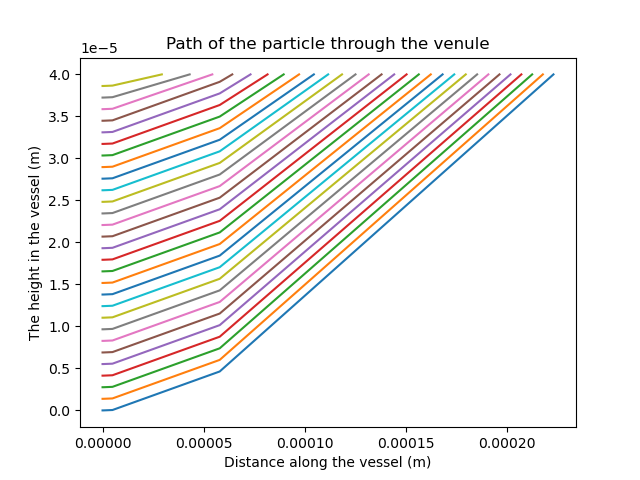 Path of the particle through the venule
1e−5
4.0
3.5
3.0
2.5
2.0
1.5
1.0
0.5
0.0
The height in the vessel (m)
0.00000 0.00005 0.00010 0.00015 0.00020
Distance along the vessel (m)